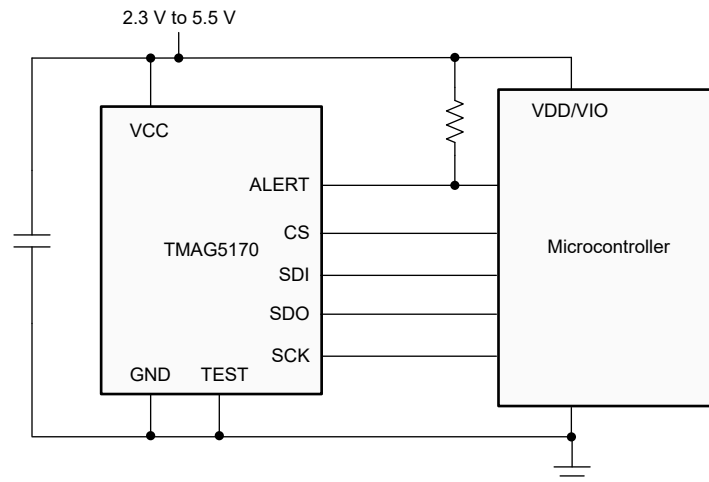 2.3 V to 5.5 V
VCC
VDD/VIO
ALERT
CS
TMAG5170
Microcontroller
SDI
SDO
SCK
GND
TEST